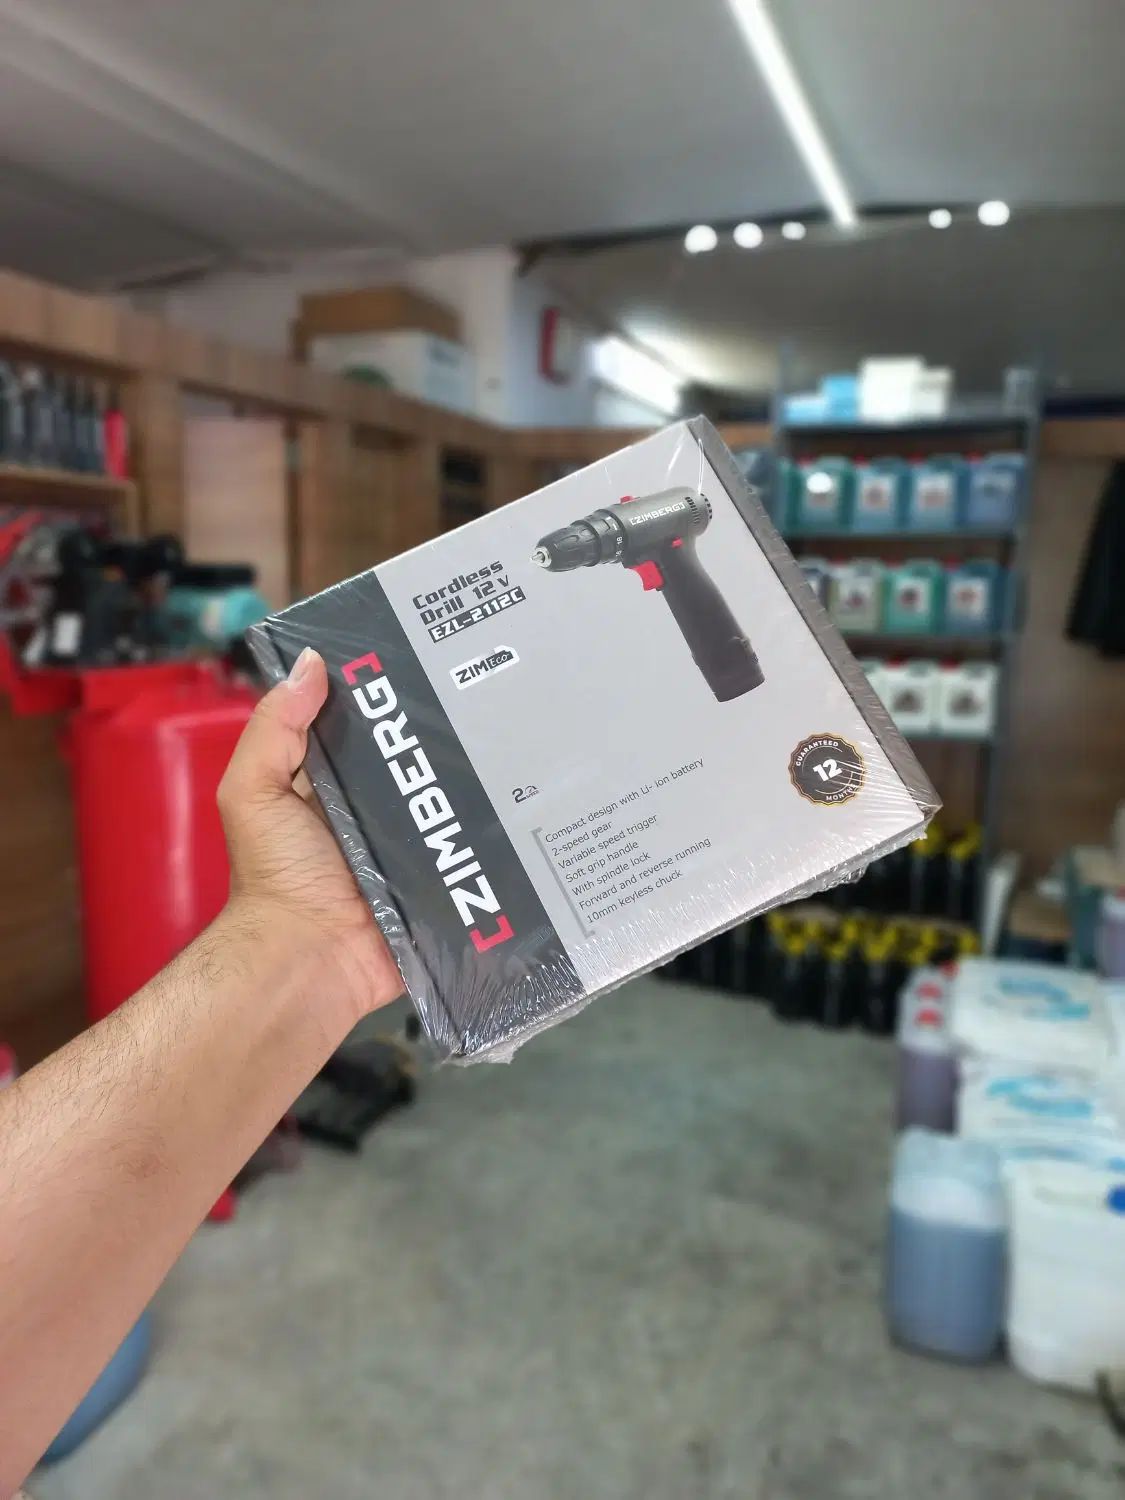 [ZIMBERG]
Cordless
Drill 12 V
EZL-2112C
ZIM Eco
[ZIMBERG]
2
Compact design with Li- ion battery
2-speed gear
Variable speed trigger
Soft grip handle
With spindle lock
Forward and reverse running
10mm keyless chuck
GUARANTEED
12
MONTHS